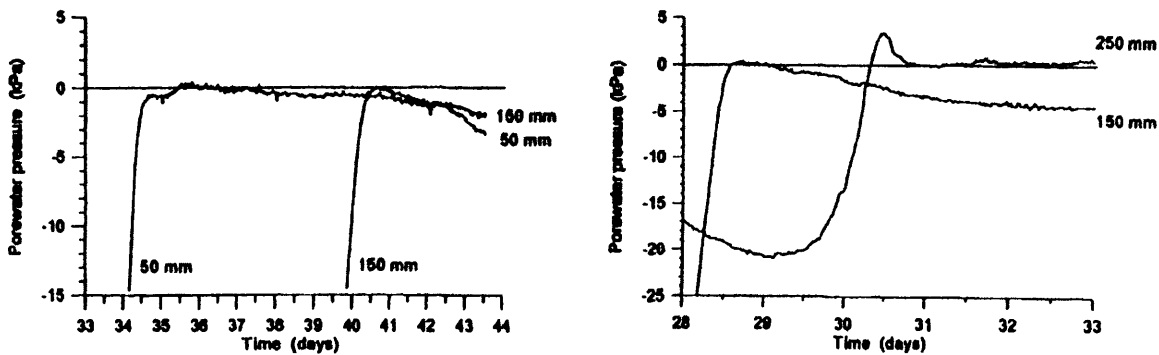 Porewater pressure (kPa)
5
0
-5
-10
-15
160 mm
50 mm
50 mm
150 mm
33 34 35 36 37 38 39 40 41 42 43 44
Time (days)
Porewater pressure (kPa)
5
0
-5
-10
-15
-20
-25
250 mm
150 mm
28 29 30 31 32 33
Time (days)